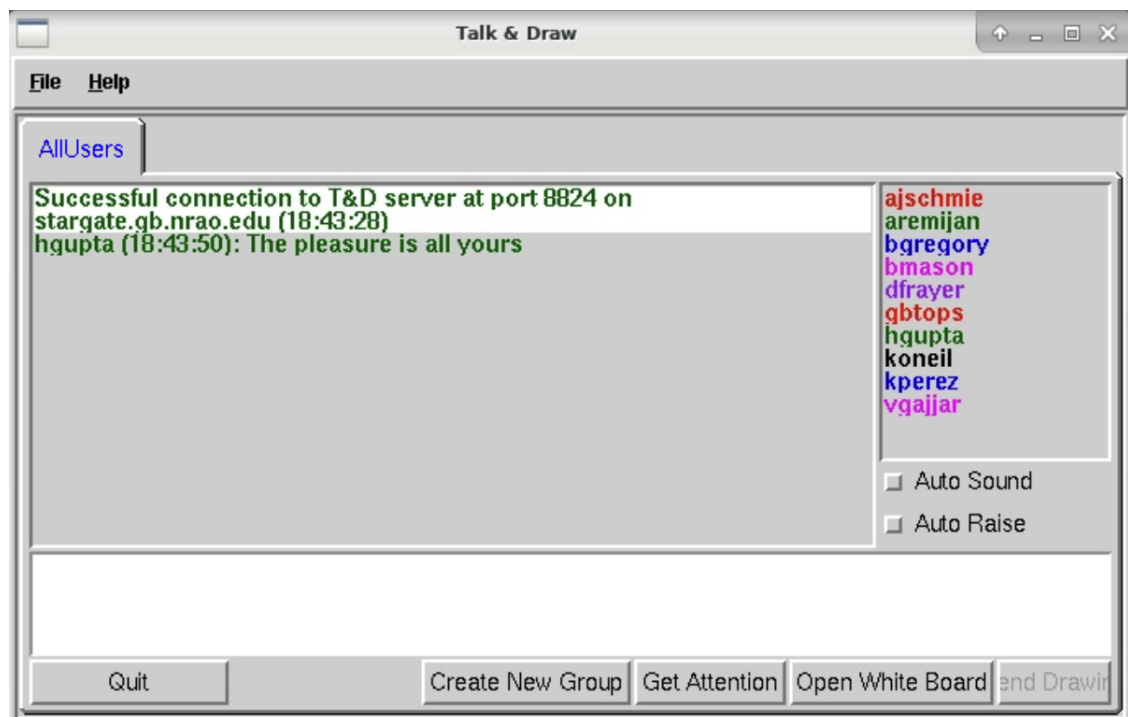 Talk & Draw
File Help
AllUsers
Successful connection to T&D server at port 8824 on
stargate.gb.nrao.edu (18:43:28)
hgupta (18:43:50): The pleasure is all yours
ajschmie
aremijan
bgregory
bmason
dfrayer
gbtops
hgupta
koneil
kperez
vgajjar
Auto Sound
Auto Raise
Quit Create New Group Get Attention Open White Board end Drawin